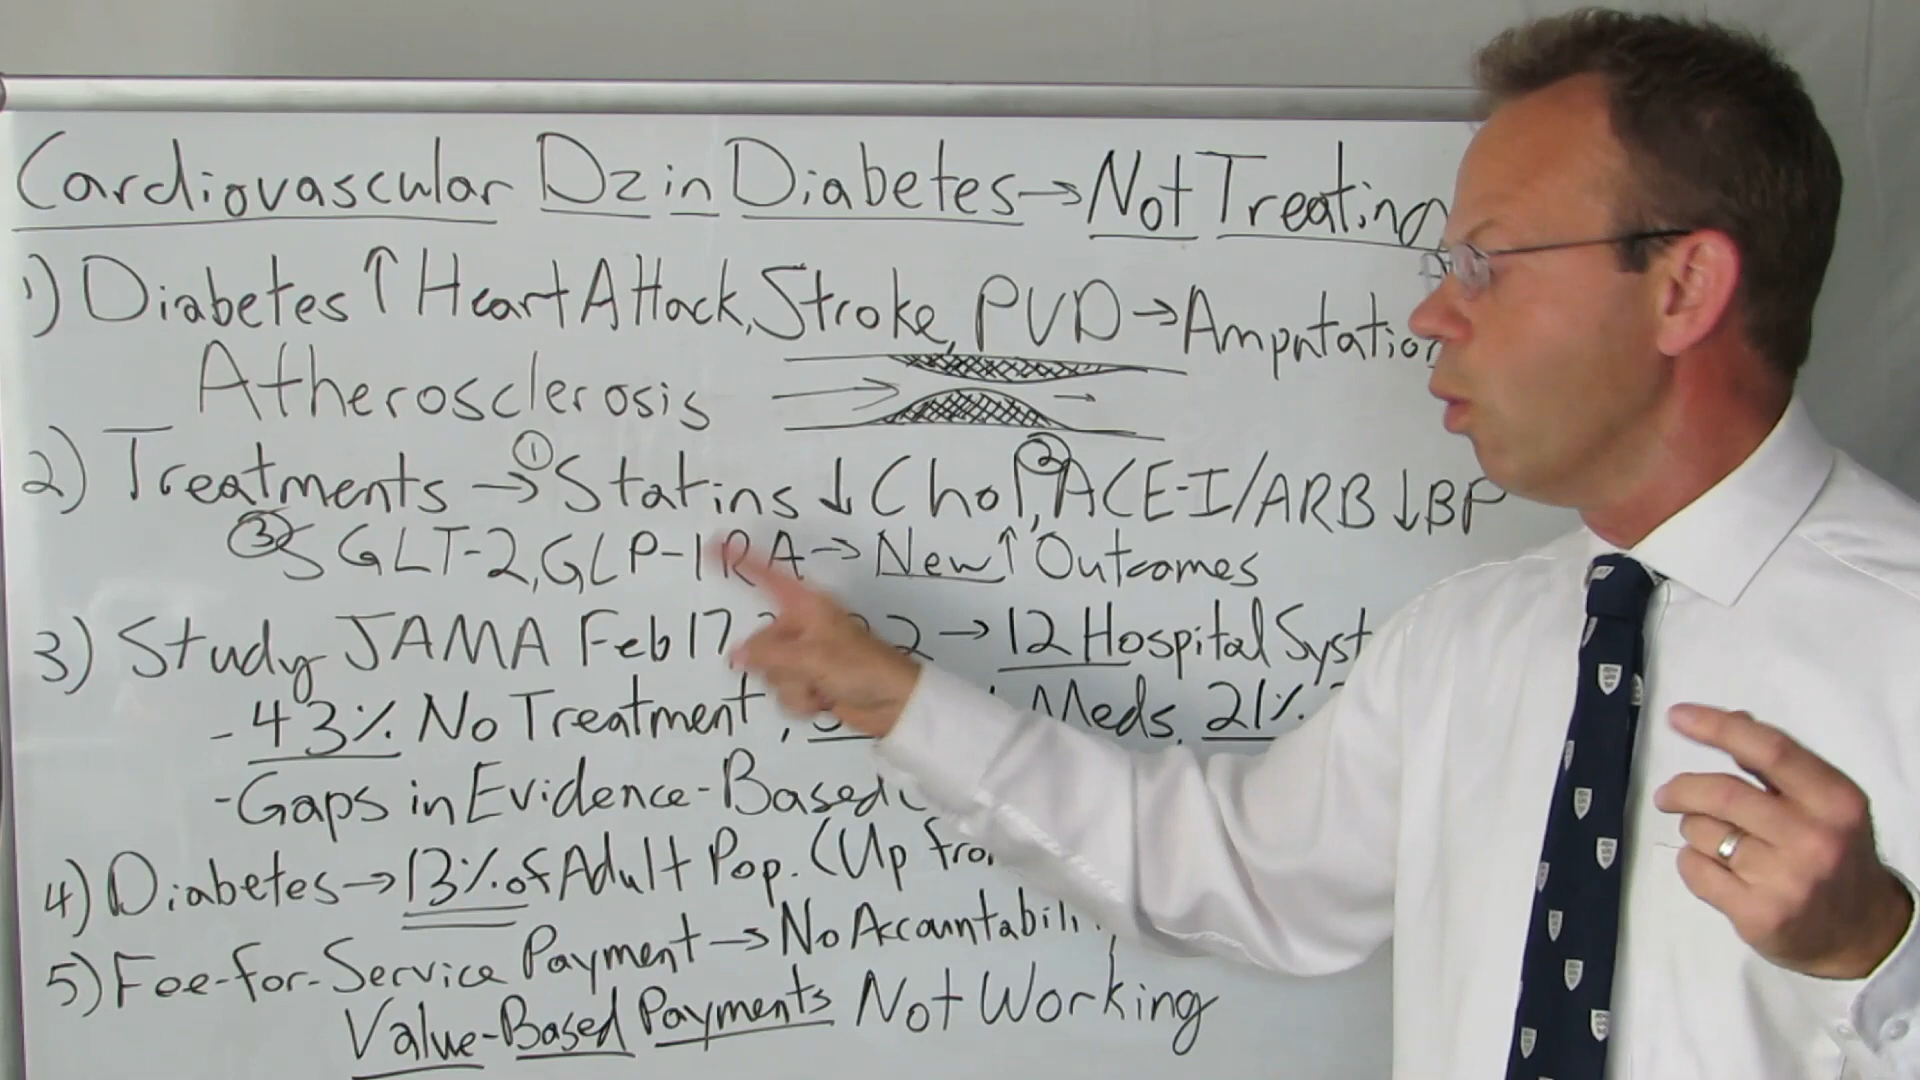 Cardiovascular Dz in Diabetes → Not Treating
1) Diabetes ↑ Heart Attack, Stroke, PVD → Amputation
Atherosclerosis
2) Treatments → ① Statins ↓ Chol, ② ACE-I/ARB ↓ BP
③ SGLT-2, GLP-1 RA → New ↑ Outcomes
3) Study JAMA Feb 17, → 12 Hospital Syst
- 43% No Treatment, Meds, 21%
- Gaps in Evidence-Based
4) Diabetes → 13% of Adult Pop. (Up
5) Fee-for-Service Payment → No Accountabili
Value-Based Payments Not Working